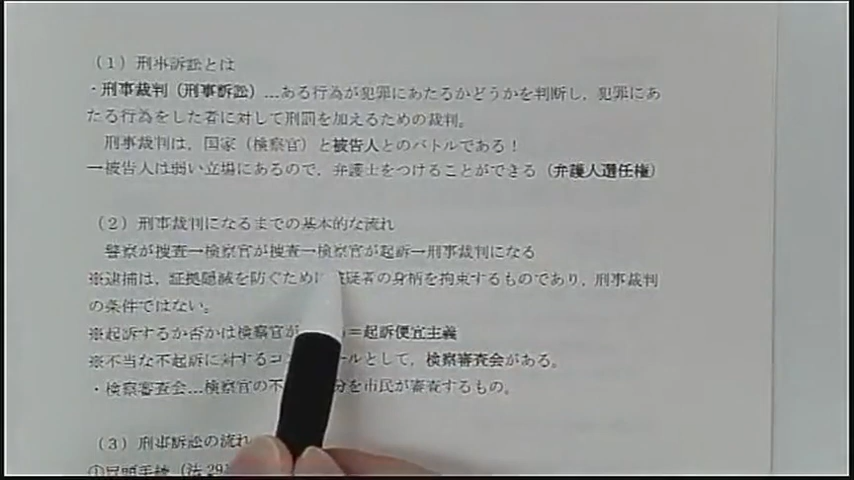 （1）刑事訴訟とは
・刑事裁判（刑事訴訟）…ある行為が犯罪にあたるかどうかを判断し、犯罪にあ
たる行為をした者に対して刑罰を加えるための裁判。
刑事裁判は、国家（検察官）と被告人とのバトルである！
→被告人は弱い立場にあるので、弁護士をつけることができる（弁護人選任権）
（2）刑事裁判になるまでの基本的な流れ
警察が捜査→検察官が捜査→検察官が起訴→刑事裁判になる
※逮捕は、証拠隠滅を防ぐため 疑者の身柄を拘束するものであり、刑事裁判
の条件ではない。
※起訴するか否かは検察官が ＝起訴便宜主義
※不当な不起訴に対するコ ールとして、検察審査会がある。
・検察審査会…検察官の不 分を市民が審査するもの。
（3）刑事訴訟の流れ
①冒頭手続（法 29